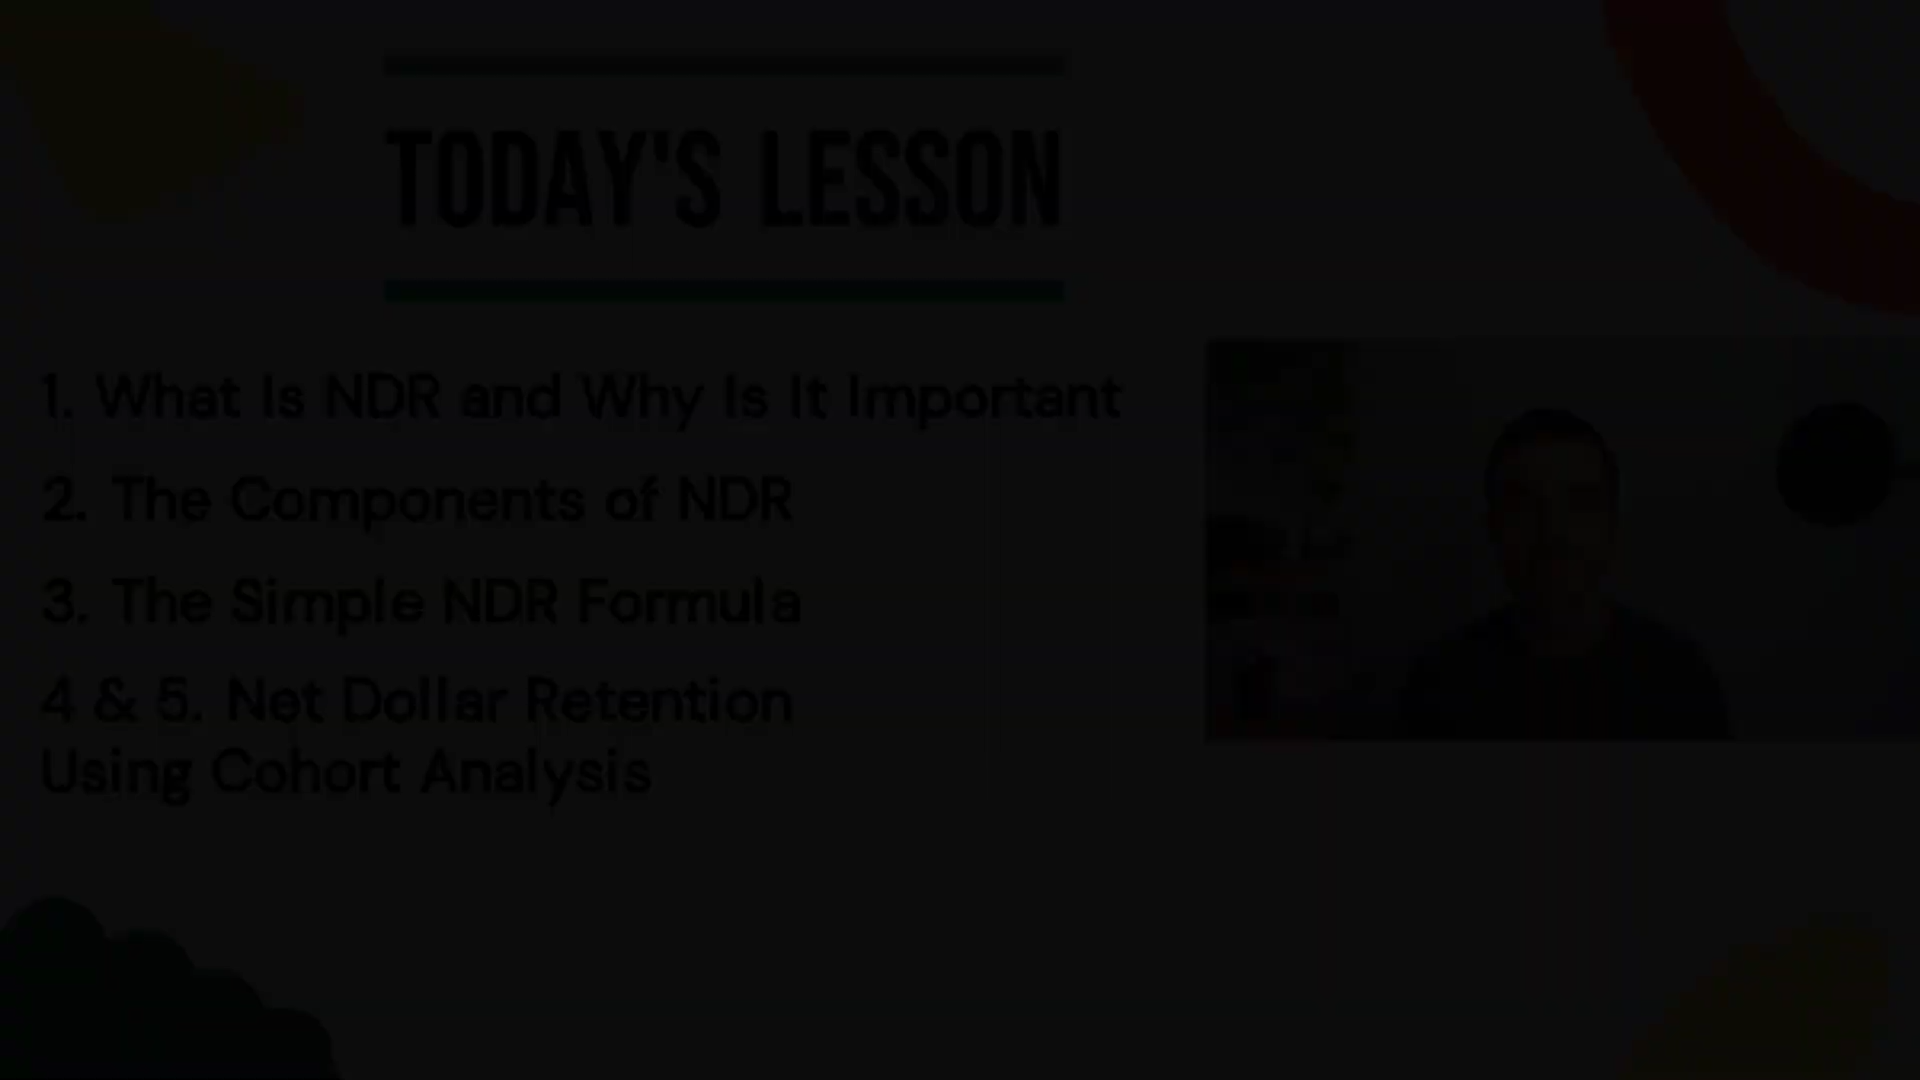 TODAY'S LESSON
1. What Is NDR and Why Is It Important
2. The Components of NDR
3. The Simple NDR Formula
4 & 5. Net Dollar Retention
Using Cohort Analysis